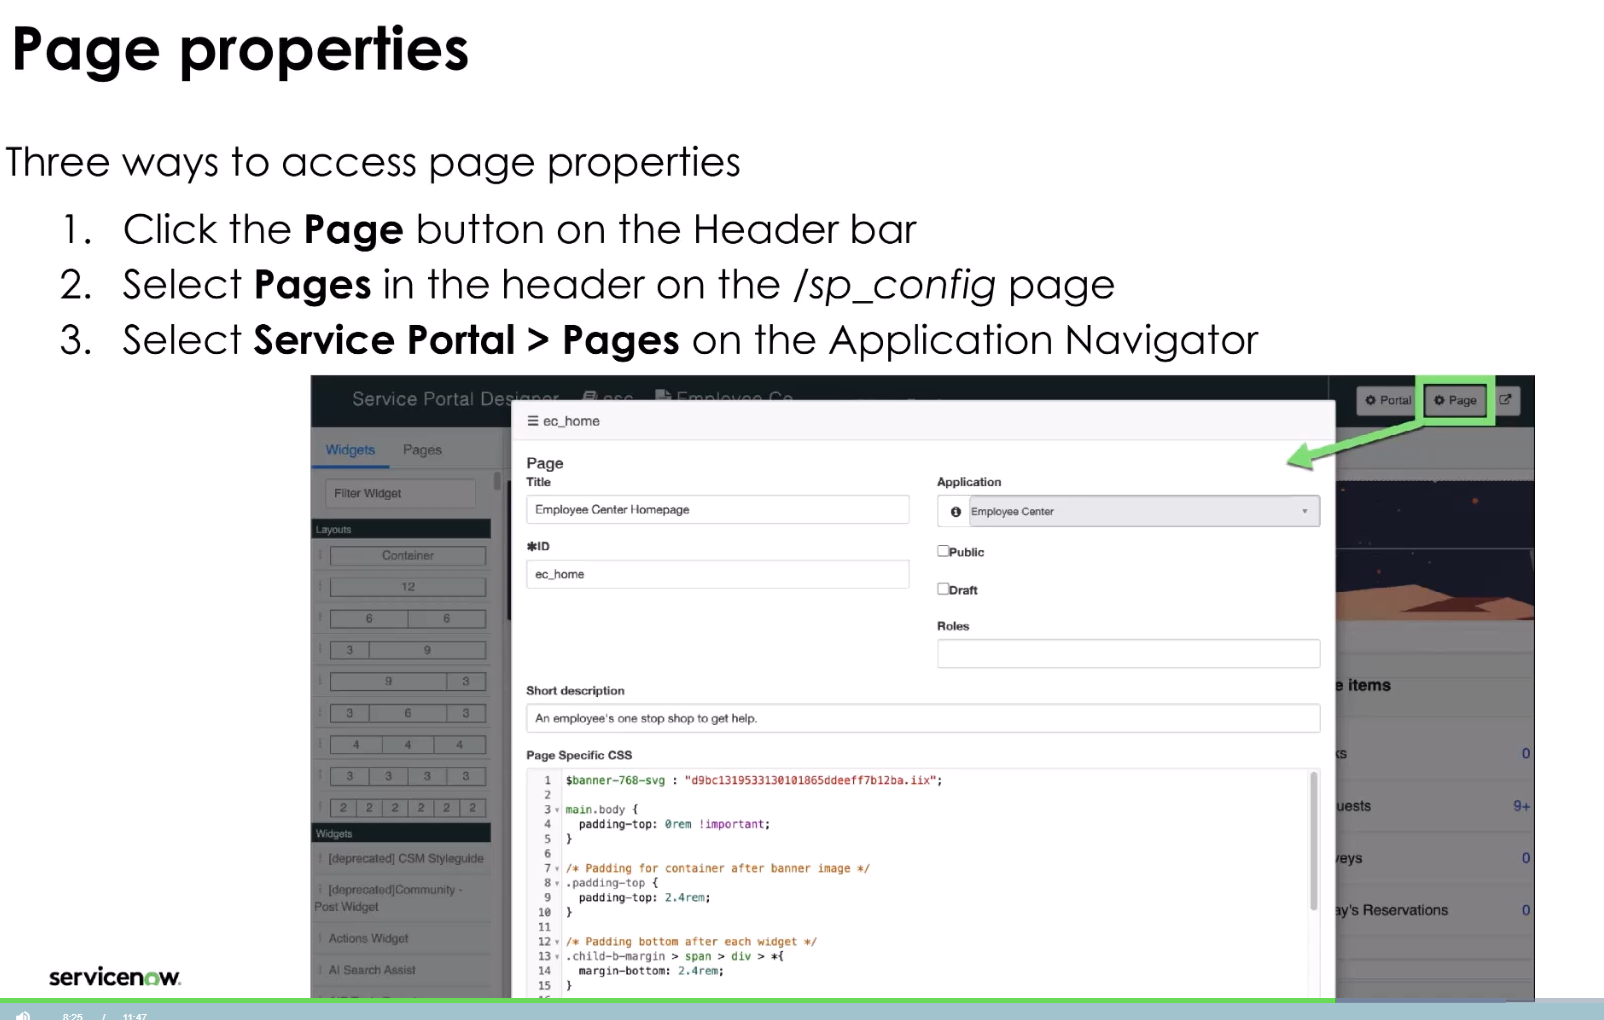 Page properties
Three ways to access page properties
1. Click the Page button on the Header bar
2. Select Pages in the header on the /sp_config page
3. Select Service Portal > Pages on the Application Navigator
Service Portal Designer esc Employee Ce
Portal Page
ec_home
Widgets Pages
Filter Widget
Layouts
Container
12
6 6
3 9
9 3
3 6 3
4 4 4
3 3 3 3
2 2 2 2 2 2
Widgets
[deprecated] CSM Styleguide
[deprecated]Community -
Post Widget
Actions Widget
AI Search Assist
Page
Title
Employee Center Homepage
Application
Employee Center
✱ID
ec_home
Public
Draft
Roles
Short description
An employee's one stop shop to get help.
Page Specific CSS
1 $banner-768-svg : "d9bc1319533130101865ddeeff7b12ba.iix";
2
3 main.body {
4 padding-top: 0rem !important;
5 }
6
7 /* Padding for container after banner image */
8 .padding-top {
9 padding-top: 2.4rem;
10 }
11
12 /* Padding bottom after each widget */
13 .child-b-margin > span > div > *{
14 margin-bottom: 2.4rem;
15 }
e items
ks 0
uests 9+
veys 0
ay's Reservations 0
servicenow.
8:25 / 11:47